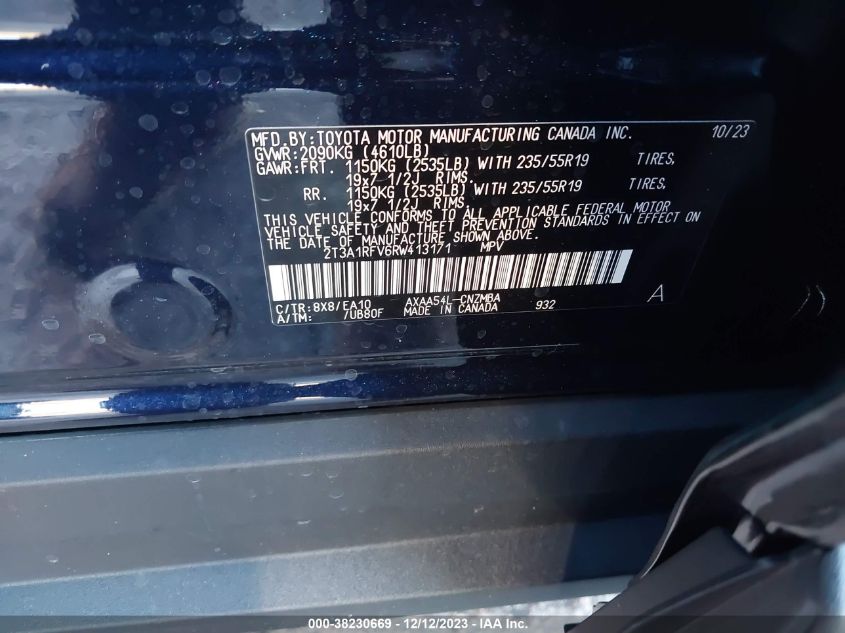 MFD.BY:TOYOTA MOTOR MANUFACTURING CANADA INC. 10/23
GVWR:2090KG (4610LB)
GAWR:FRT. 1150KG (2535LB) WITH 235/55R19 TIRES,
19x7 1/2J RIMS.
RR. 1150KG (2535LB) WITH 235/55R19 TIRES,
19x7 1/2J RIMS.
THIS VEHICLE CONFORMS TO ALL APPLICABLE FEDERAL MOTOR
VEHICLE SAFETY AND THEFT PREVENTION STANDARDS IN EFFECT ON
THE DATE OF MANUFACTURE SHOWN ABOVE.
2T3A1RFV6RW413171 MPV
C/TR:8X8/EA10 AXAA54L-CNZMBA A
A/TM: /UB80F MADE IN CANADA 932
000-38230669 - 12/12/2023 - IAA Inc.